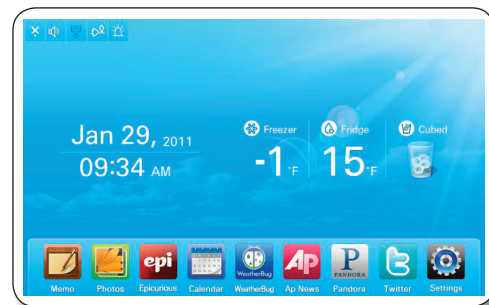 Freezer
Fridge
Cubed
Jan 29, 2011
09:34 AM
-1 °F
15 °F
epi
WeatherBug
AP
P
PANDORA
Memo
Photos
Epicurious
Calendar
WeatherBug
Ap News
Pandora
Twitter
Settings